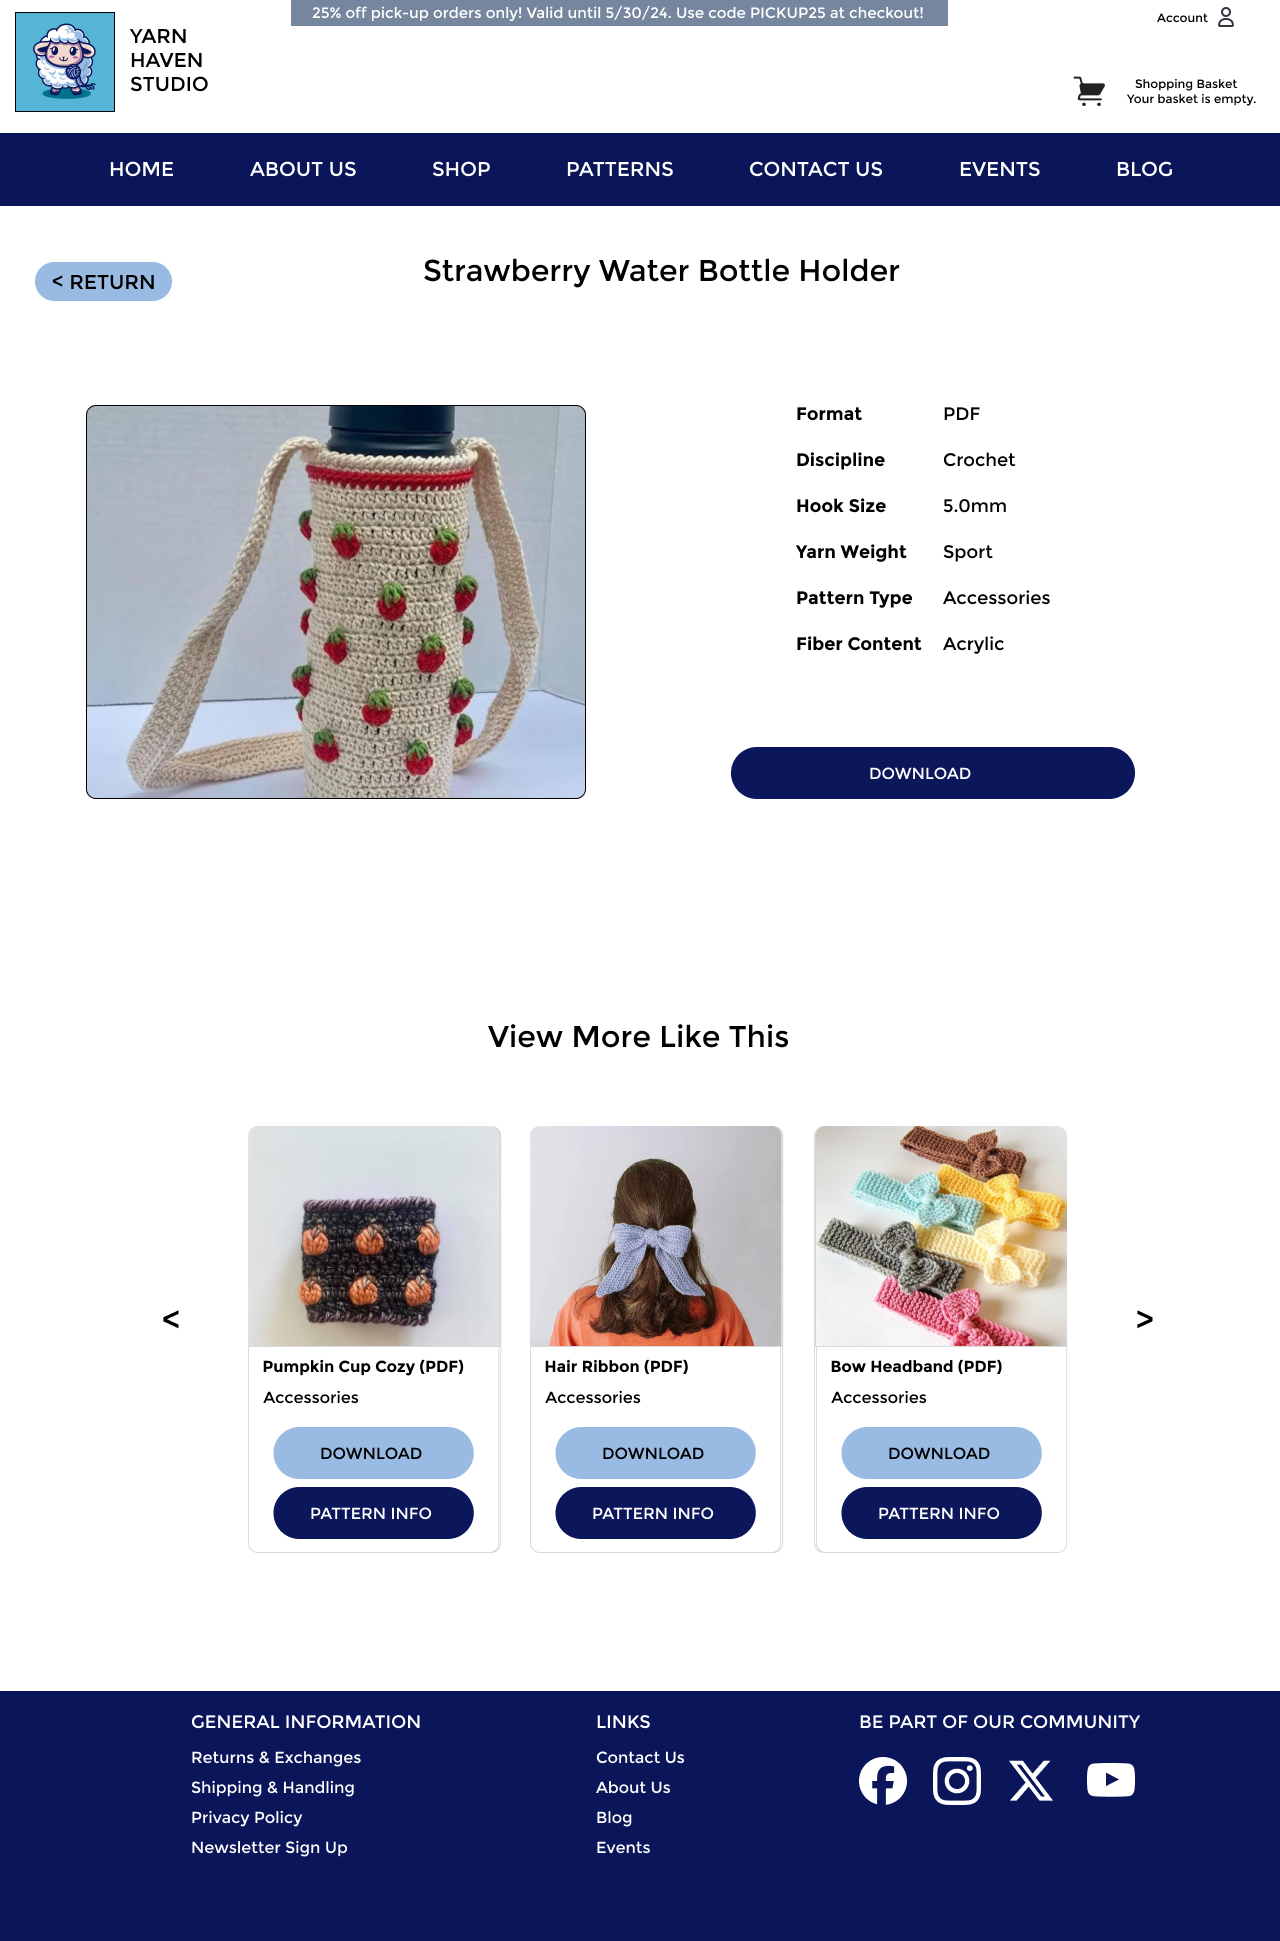 25% off pick-up orders only! Valid until 5/30/24. Use code PICKUP25 at checkout!
Account
YARN
HAVEN
STUDIO
Shopping Basket
Your basket is empty.
HOME ABOUT US SHOP PATTERNS CONTACT US EVENTS BLOG
< RETURN
Strawberry Water Bottle Holder
Format PDF
Discipline Crochet
Hook Size 5.0mm
Yarn Weight Sport
Pattern Type Accessories
Fiber Content Acrylic
DOWNLOAD
View More Like This
< >
Pumpkin Cup Cozy (PDF)
Accessories
DOWNLOAD
PATTERN INFO
Hair Ribbon (PDF)
Accessories
DOWNLOAD
PATTERN INFO
Bow Headband (PDF)
Accessories
DOWNLOAD
PATTERN INFO
GENERAL INFORMATION
Returns & Exchanges
Shipping & Handling
Privacy Policy
Newsletter Sign Up
LINKS
Contact Us
About Us
Blog
Events
BE PART OF OUR COMMUNITY